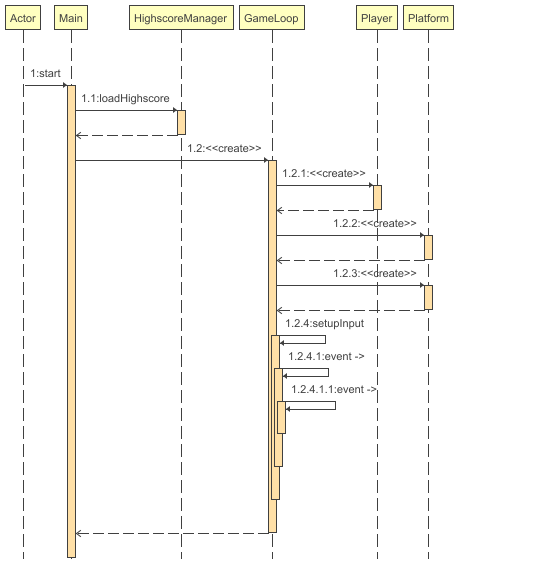 Actor Main HighscoreManager GameLoop Player Platform
1:start
1.1:loadHighscore
1.2:<<create>>
1.2.1:<<create>>
1.2.2:<<create>>
1.2.3:<<create>>
1.2.4:setupInput
1.2.4.1:event ->
1.2.4.1.1:event ->